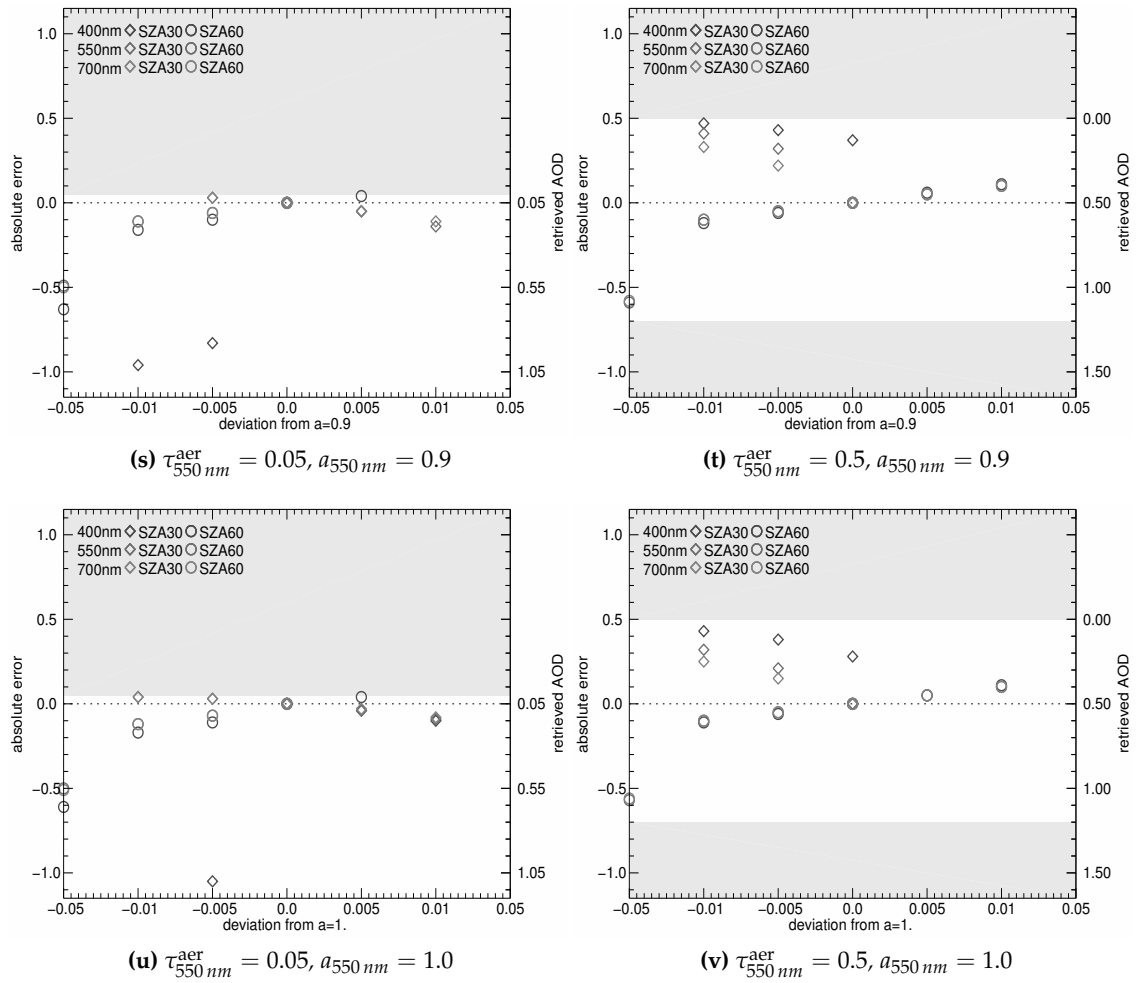 400nm ◇ SZA30 ○ SZA60
550nm ◇ SZA30 ○ SZA60
700nm ◇ SZA30 ○ SZA60
1.0
0.5
0.0
−0.5
−1.0
absolute error
0.05
0.55
1.05
retrieved AOD
−0.05 −0.01 −0.005 0.0 0.005 0.01 0.05
deviation from a=0.9
(s) τ^aer_550 nm = 0.05, a_550 nm = 0.9
400nm ◇ SZA30 ○ SZA60
550nm ◇ SZA30 ○ SZA60
700nm ◇ SZA30 ○ SZA60
1.0
0.5
0.0
−0.5
−1.0
absolute error
0.00
0.50
1.00
1.50
retrieved AOD
−0.05 −0.01 −0.005 0.0 0.005 0.01 0.05
deviation from a=0.9
(t) τ^aer_550 nm = 0.5, a_550 nm = 0.9
400nm ◇ SZA30 ○ SZA60
550nm ◇ SZA30 ○ SZA60
700nm ◇ SZA30 ○ SZA60
1.0
0.5
0.0
−0.5
−1.0
absolute error
0.05
0.55
1.05
retrieved AOD
−0.05 −0.01 −0.005 0.0 0.005 0.01 0.05
deviation from a=1.
(u) τ^aer_550 nm = 0.05, a_550 nm = 1.0
400nm ◇ SZA30 ○ SZA60
550nm ◇ SZA30 ○ SZA60
700nm ◇ SZA30 ○ SZA60
1.0
0.5
0.0
−0.5
−1.0
absolute error
0.00
0.50
1.00
1.50
retrieved AOD
−0.05 −0.01 −0.005 0.0 0.005 0.01 0.05
deviation from a=1.
(v) τ^aer_550 nm = 0.5, a_550 nm = 1.0